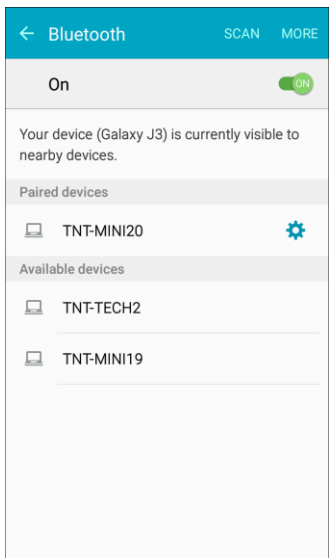 Bluetooth SCAN MORE
On ON
Your device (Galaxy J3) is currently visible to
nearby devices.
Paired devices
TNT-MINI20
Available devices
TNT-TECH2
TNT-MINI19